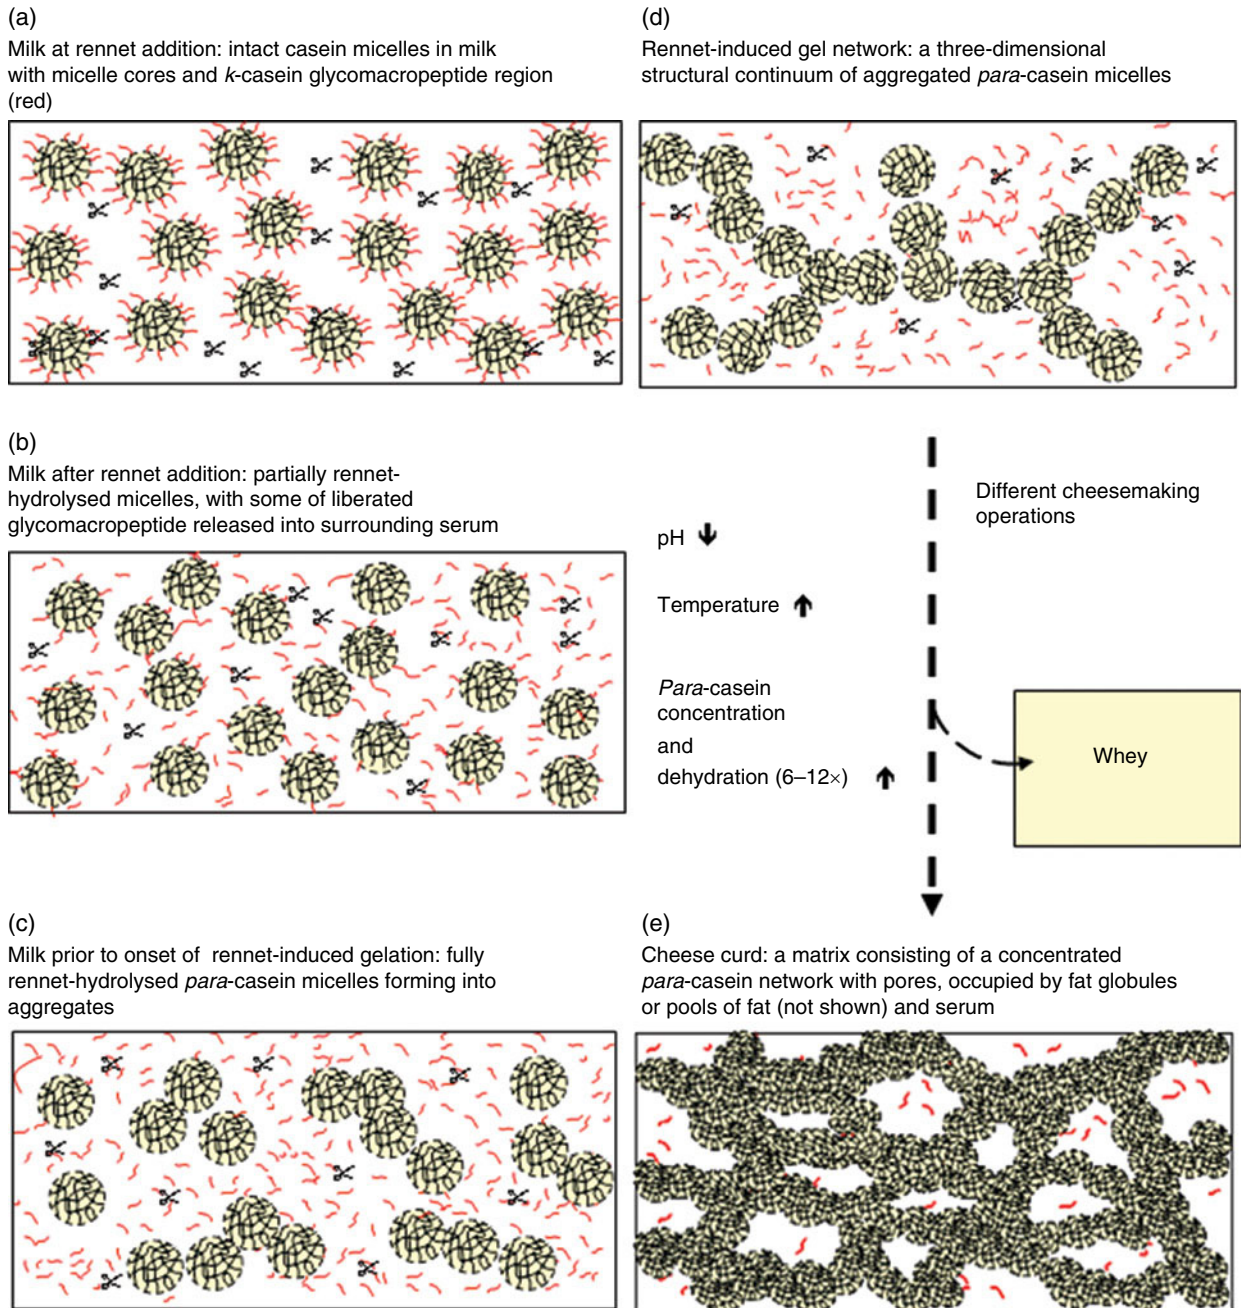 (a)
Milk at rennet addition: intact casein micelles in milk
with micelle cores and k-casein glycomacropeptide region
(red)
(b)
Milk after rennet addition: partially rennet-
hydrolysed micelles, with some of liberated
glycomacropeptide released into surrounding serum
(c)
Milk prior to onset of rennet-induced gelation: fully
rennet-hydrolysed para-casein micelles forming into
aggregates
(d)
Rennet-induced gel network: a three-dimensional
structural continuum of aggregated para-casein micelles
Different cheesemaking
operations
pH ↓
Temperature ↑
Para-casein
concentration
and
dehydration (6–12×) ↑
Whey
(e)
Cheese curd: a matrix consisting of a concentrated
para-casein network with pores, occupied by fat globules
or pools of fat (not shown) and serum